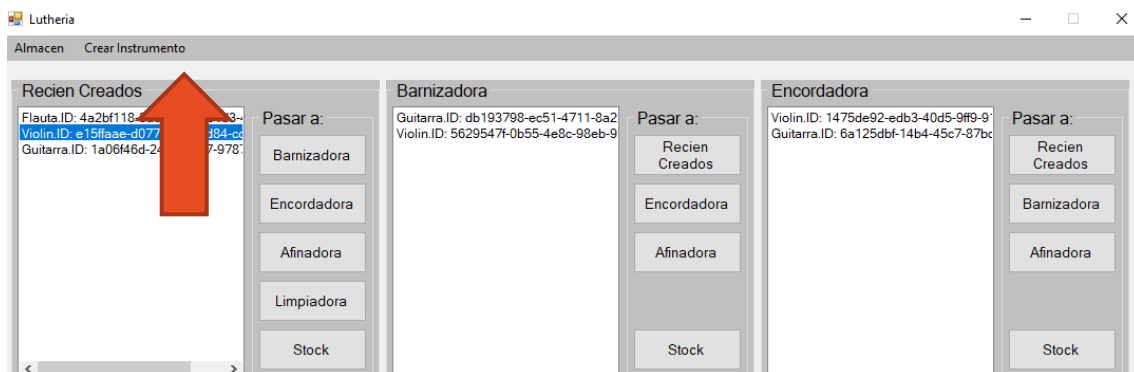 Lutheria
Almacen Crear Instrumento
Recien Creados
Flauta.ID: 4a2bf118-
Violin.ID: e15ffaae-d077
Guitarra.ID: 1a06f46d-24 7-9787
Pasar a:
Barnizadora
Encordadora
Afinadora
Limpiadora
Stock
Barnizadora
Guitarra.ID: db193798-ec51-4711-8a2
Violin.ID: 5629547f-0b55-4e8c-98eb-9
Pasar a:
Recien
Creados
Encordadora
Afinadora
Stock
Encordadora
Violin.ID: 1475de92-edb3-40d5-9ff9-9
Guitarra.ID: 6a125dbf-14b4-45c7-87bc
Pasar a:
Recien
Creados
Barnizadora
Afinadora
Stock